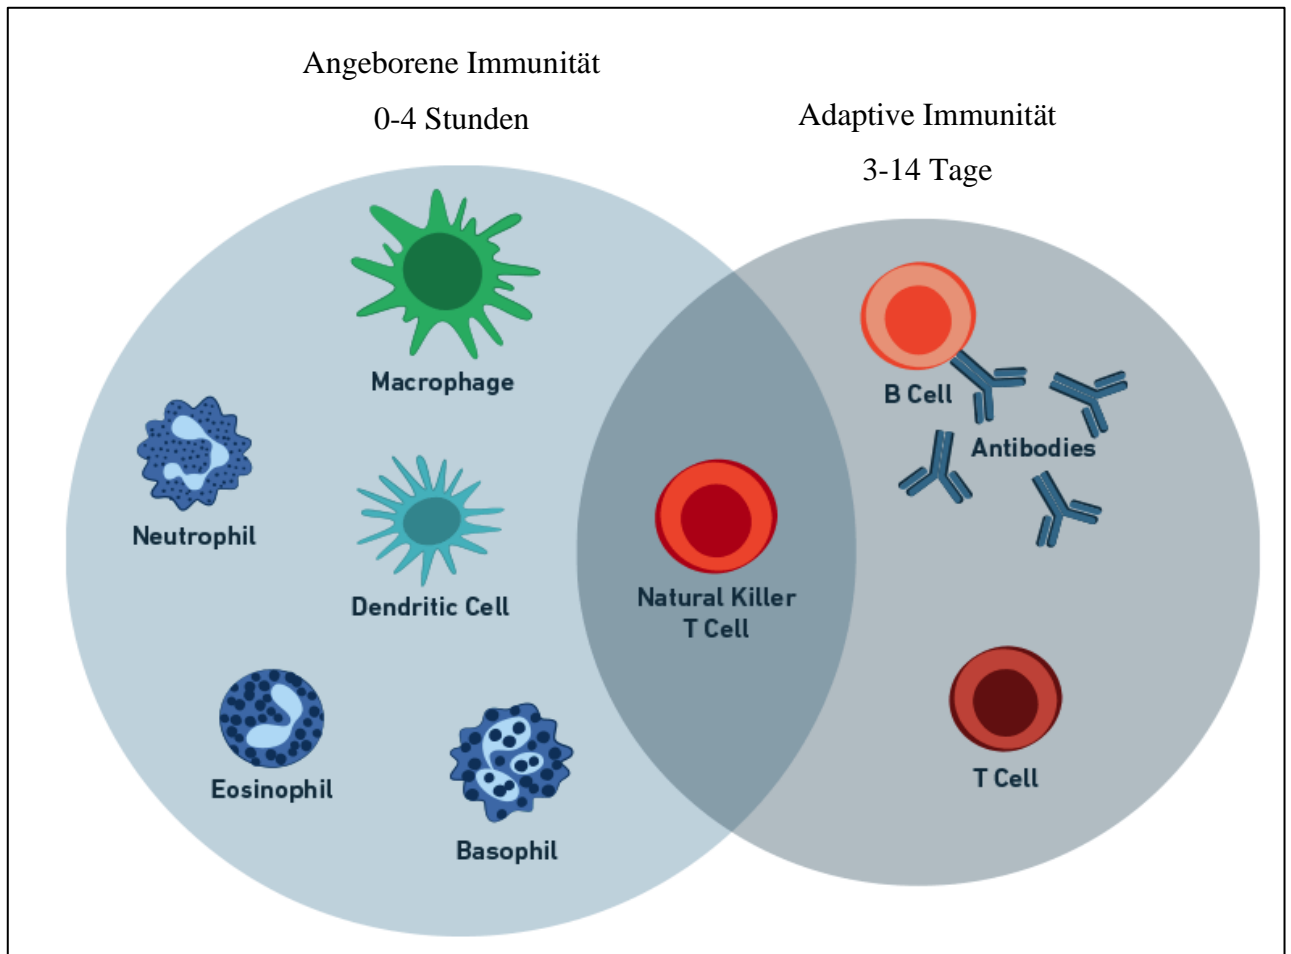 Angeborene Immunität
0-4 Stunden
Adaptive Immunität
3-14 Tage
Macrophage
B Cell
Antibodies
Neutrophil
Dendritic Cell
Natural Killer
T Cell
Eosinophil
T Cell
Basophil